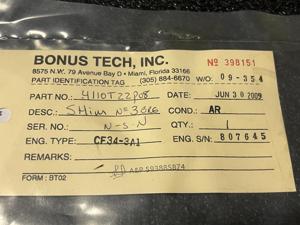 BONUS TECH, INC. Nº 398151
8575 N.W. 79 Avenue Bay D • Miami, Florida 33166
PART IDENTIFICATION TAG (305) 884-6670 W/O: 09-354
PART NO.: 4110T22P08 DATE: JUN 30 2009
DESC.: SHim Nº3BRG COND.: AR
SER. NO.: N-S-N QTY.: 1
ENG. TYPE: CF34-3A1 ENG. S/N: 807645
REMARKS:
A&P 593885874
FORM: BT02